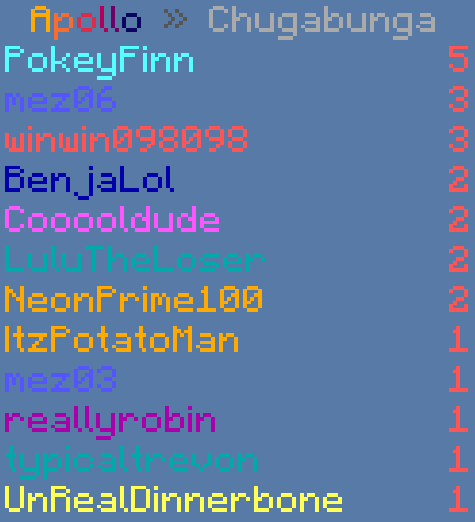 Apollo » Chugabunga
PokeyFinn 5
mez06 3
winwin098098 3
BenjaLol 2
Cooooldude 2
LuluTheLoser 2
NeonPrime100 2
ItzPotatoMan 1
mez03 1
reallyrobin 1
typicaltrevon 1
UnRealDinnerbone 1